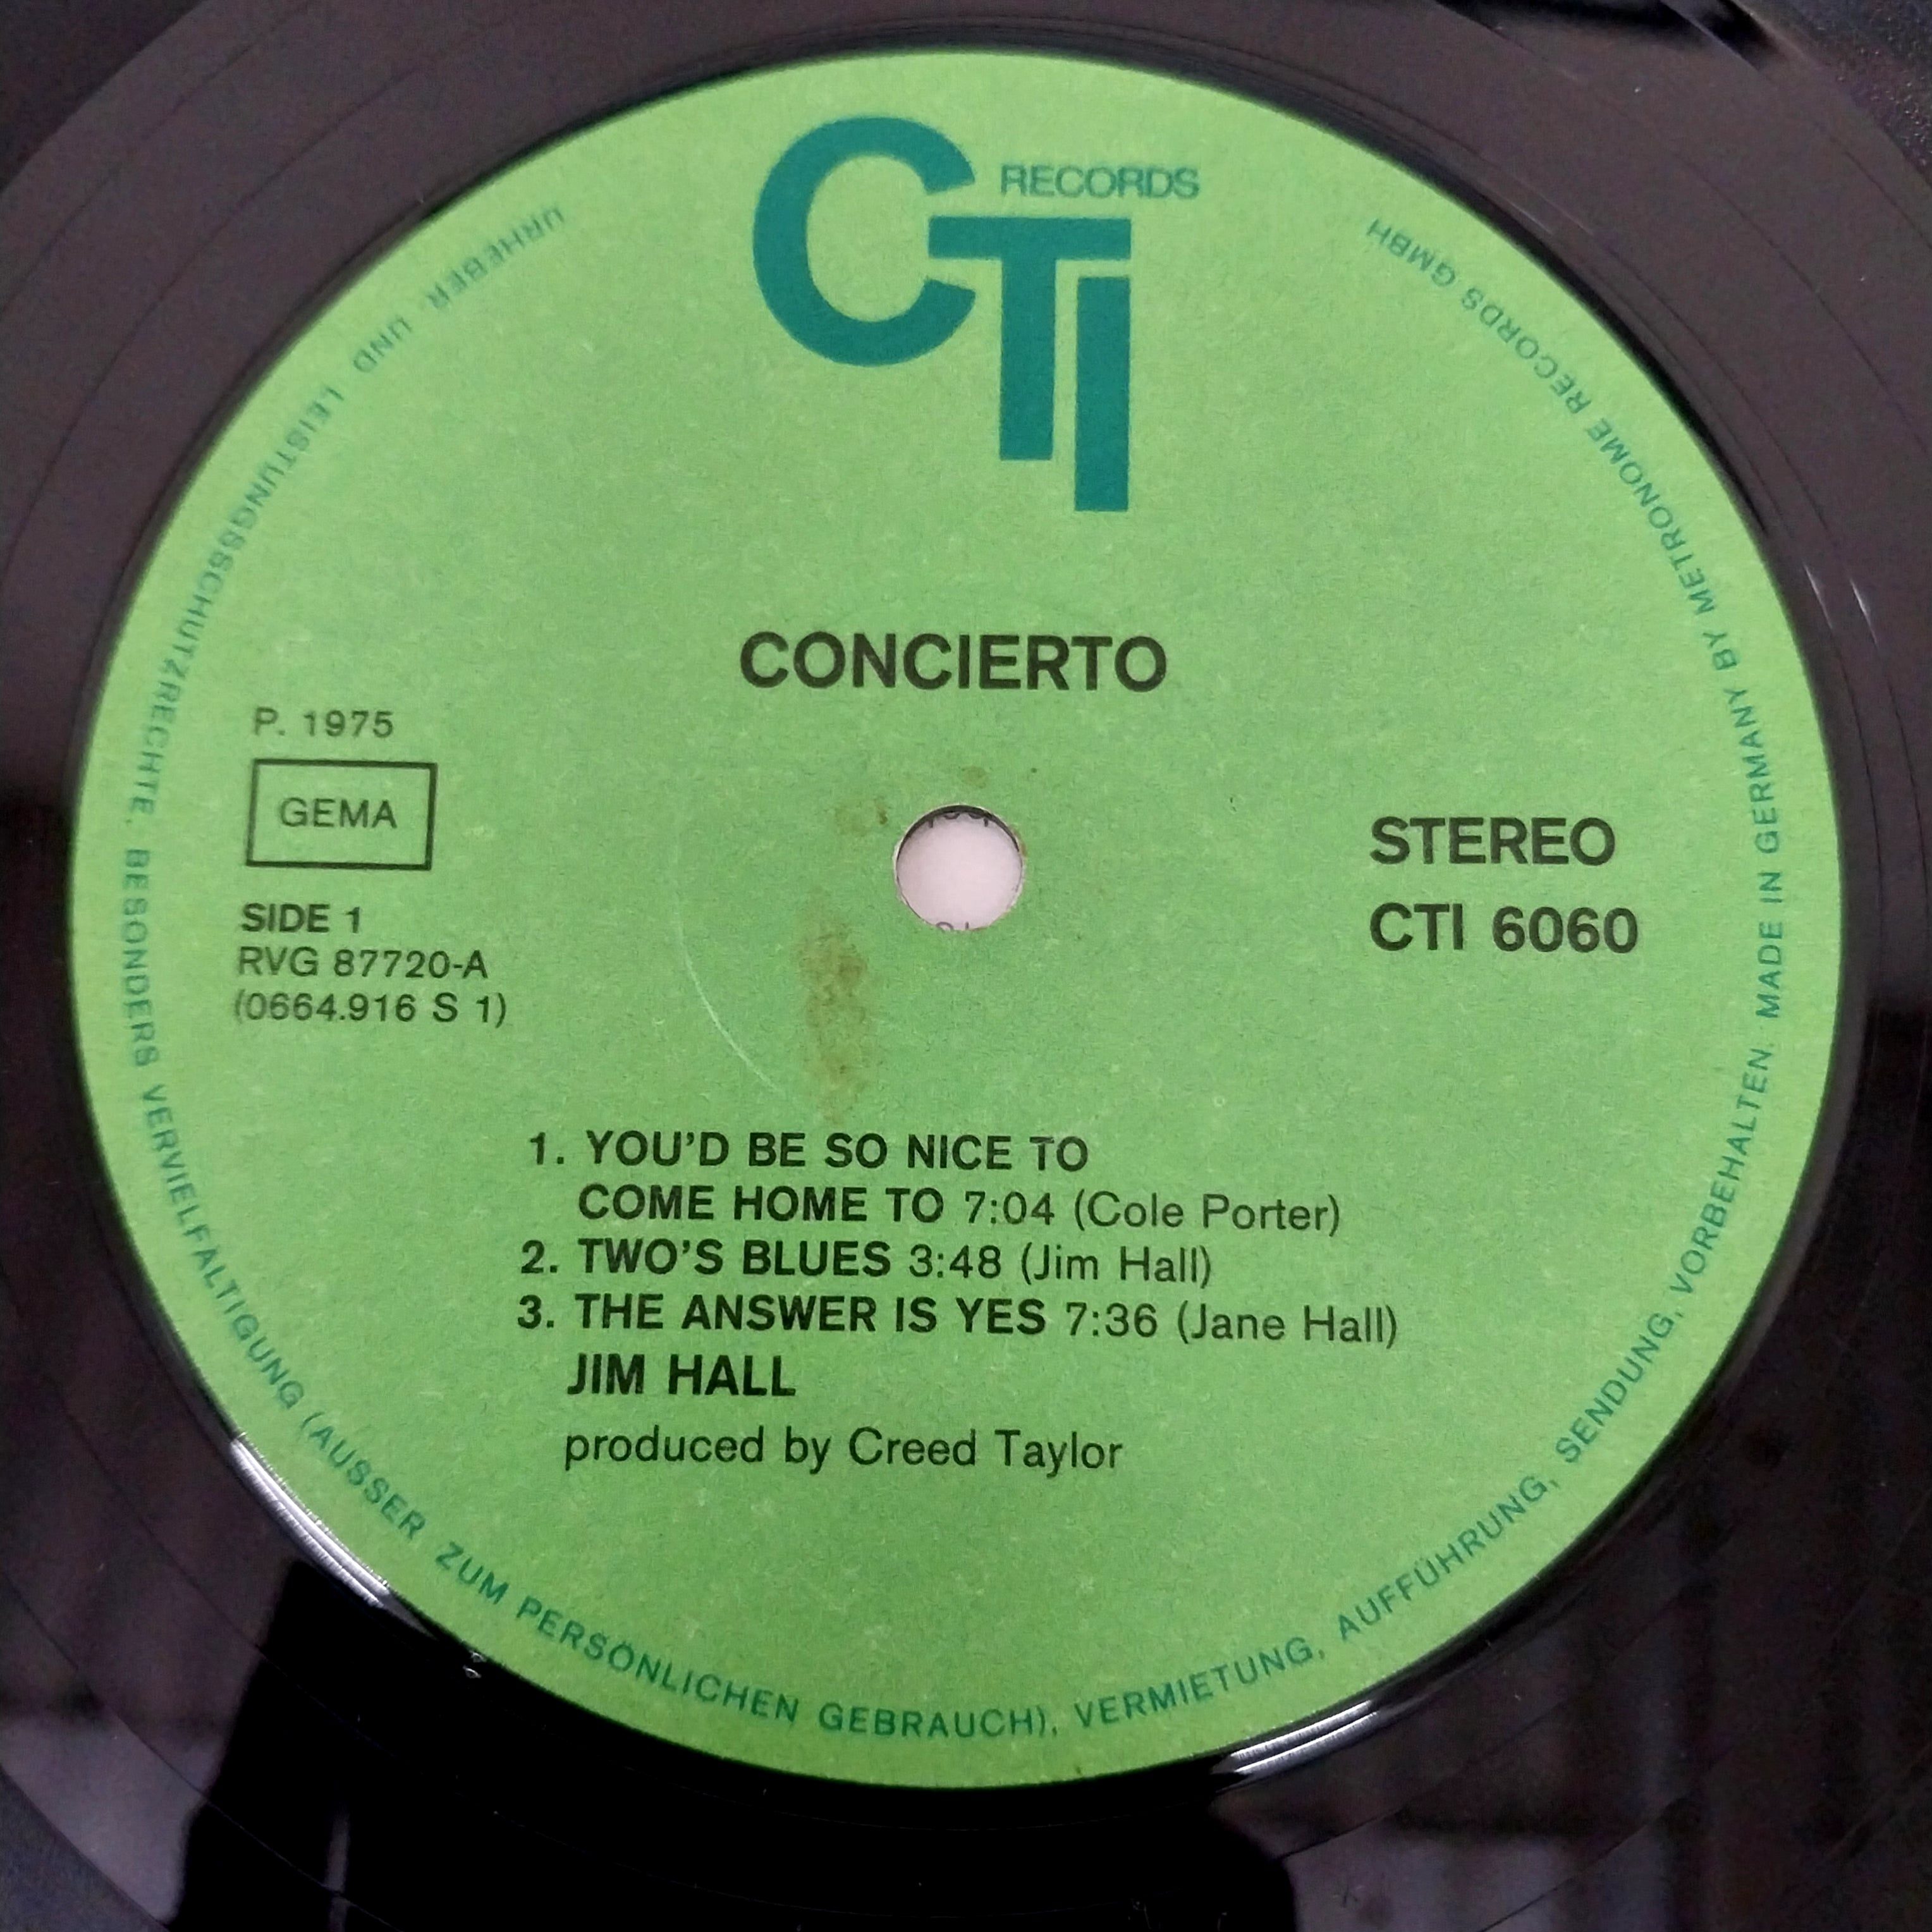 CTI RECORDS
CONCIERTO
P. 1975
GEMA
SIDE 1
RVG 87720-A
(0664.916 S 1)
STEREO
CTI 6060
1. YOU'D BE SO NICE TO
COME HOME TO 7:04 (Cole Porter)
2. TWO'S BLUES 3:48 (Jim Hall)
3. THE ANSWER IS YES 7:36 (Jane Hall)
JIM HALL
produced by Creed Taylor
URHEBER- UND LEISTUNGSSCHUTZRECHTE, BESONDERS VERVIELFÄLTIGUNG (AUSSER ZUM PERSÖNLICHEN GEBRAUCH), VERMIETUNG, AUFFÜHRUNG, SENDUNG, VORBEHALTEN. MADE IN GERMANY BY METRONOME RECORDS GMBH